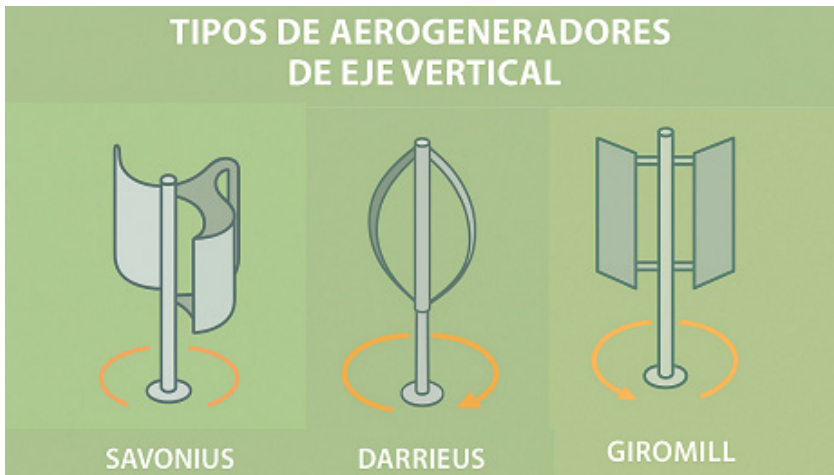 TIPOS DE AEROGENERADORES
DE EJE VERTICAL
SAVONIUS
DARRIEUS
GIROMILL